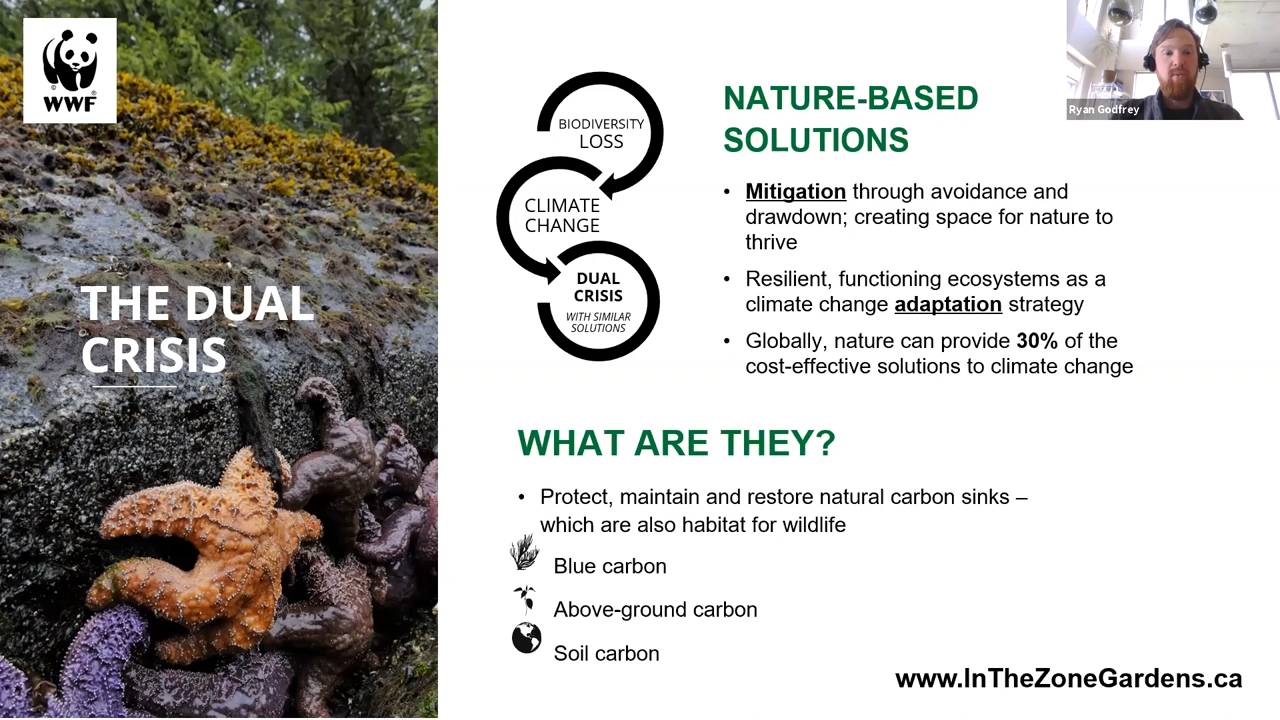 WWF
THE DUAL
CRISIS
BIODIVERSITY
LOSS
CLIMATE
CHANGE
DUAL
CRISIS
WITH SIMILAR
SOLUTIONS
NATURE-BASED
SOLUTIONS
• Mitigation through avoidance and
drawdown; creating space for nature to
thrive
• Resilient, functioning ecosystems as a
climate change adaptation strategy
• Globally, nature can provide 30% of the
cost-effective solutions to climate change
Ryan Godfrey
WHAT ARE THEY?
• Protect, maintain and restore natural carbon sinks –
which are also habitat for wildlife
Blue carbon
Above-ground carbon
Soil carbon
www.InTheZoneGardens.ca